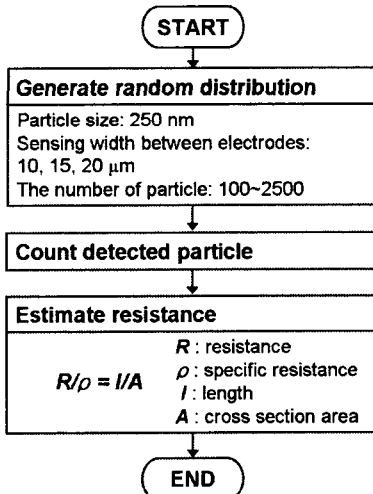 START
Generate random distribution
Particle size: 250 nm
Sensing width between electrodes:
10, 15, 20 μm
The number of particle: 100~2500
Count detected particle
Estimate resistance
R/ρ = l/A
R : resistance
ρ : specific resistance
l : length
A : cross section area
END